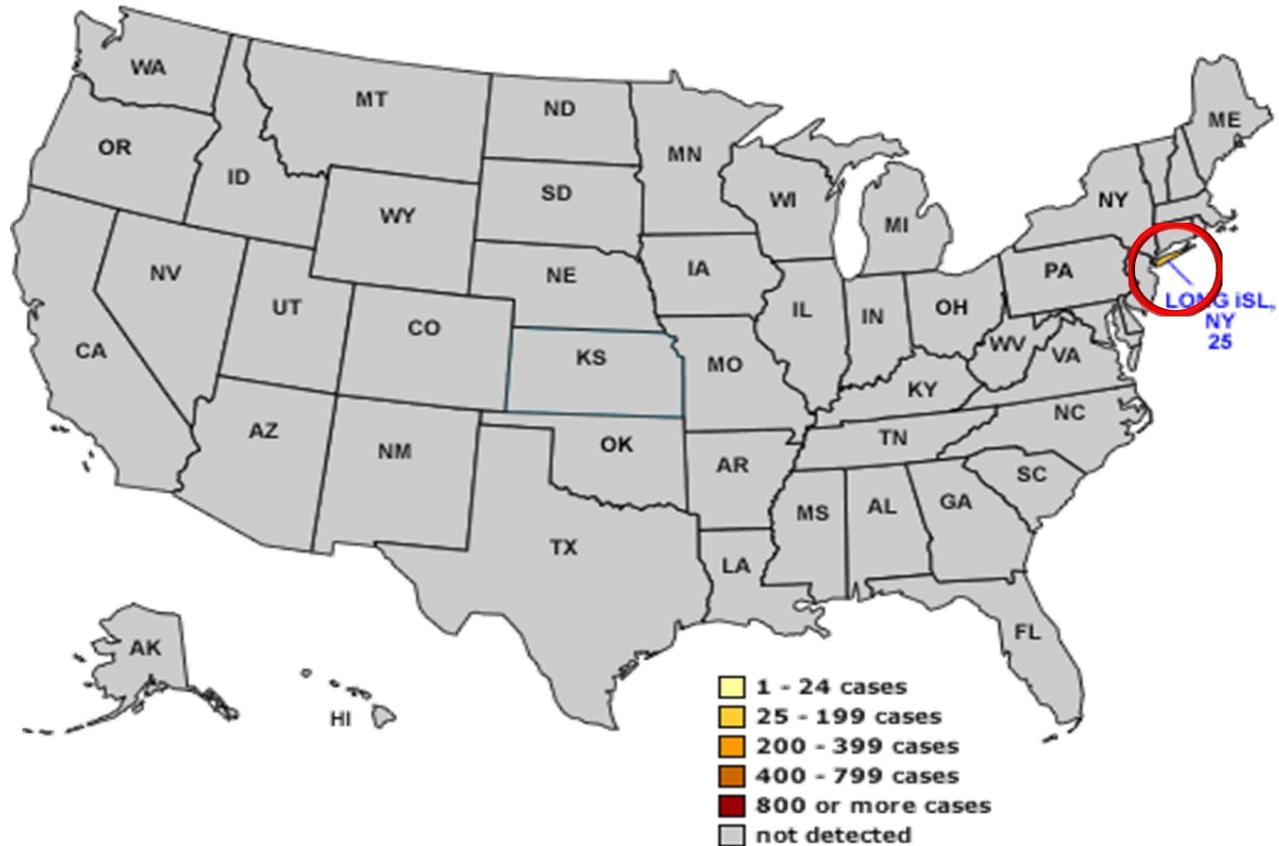 WA
MT
ND
MN
ME
OR
ID
SD
WI
NY
WY
MI
NV
NE
IA
PA
UT
CO
IL
IN
OH
LONG iSL,
NY
25
CA
KS
MO
WV
VA
KY
AZ
NM
OK
AR
TN
NC
SC
MS
AL
GA
TX
LA
FL
AK
HI
1 - 24 cases
25 - 199 cases
200 - 399 cases
400 - 799 cases
800 or more cases
not detected